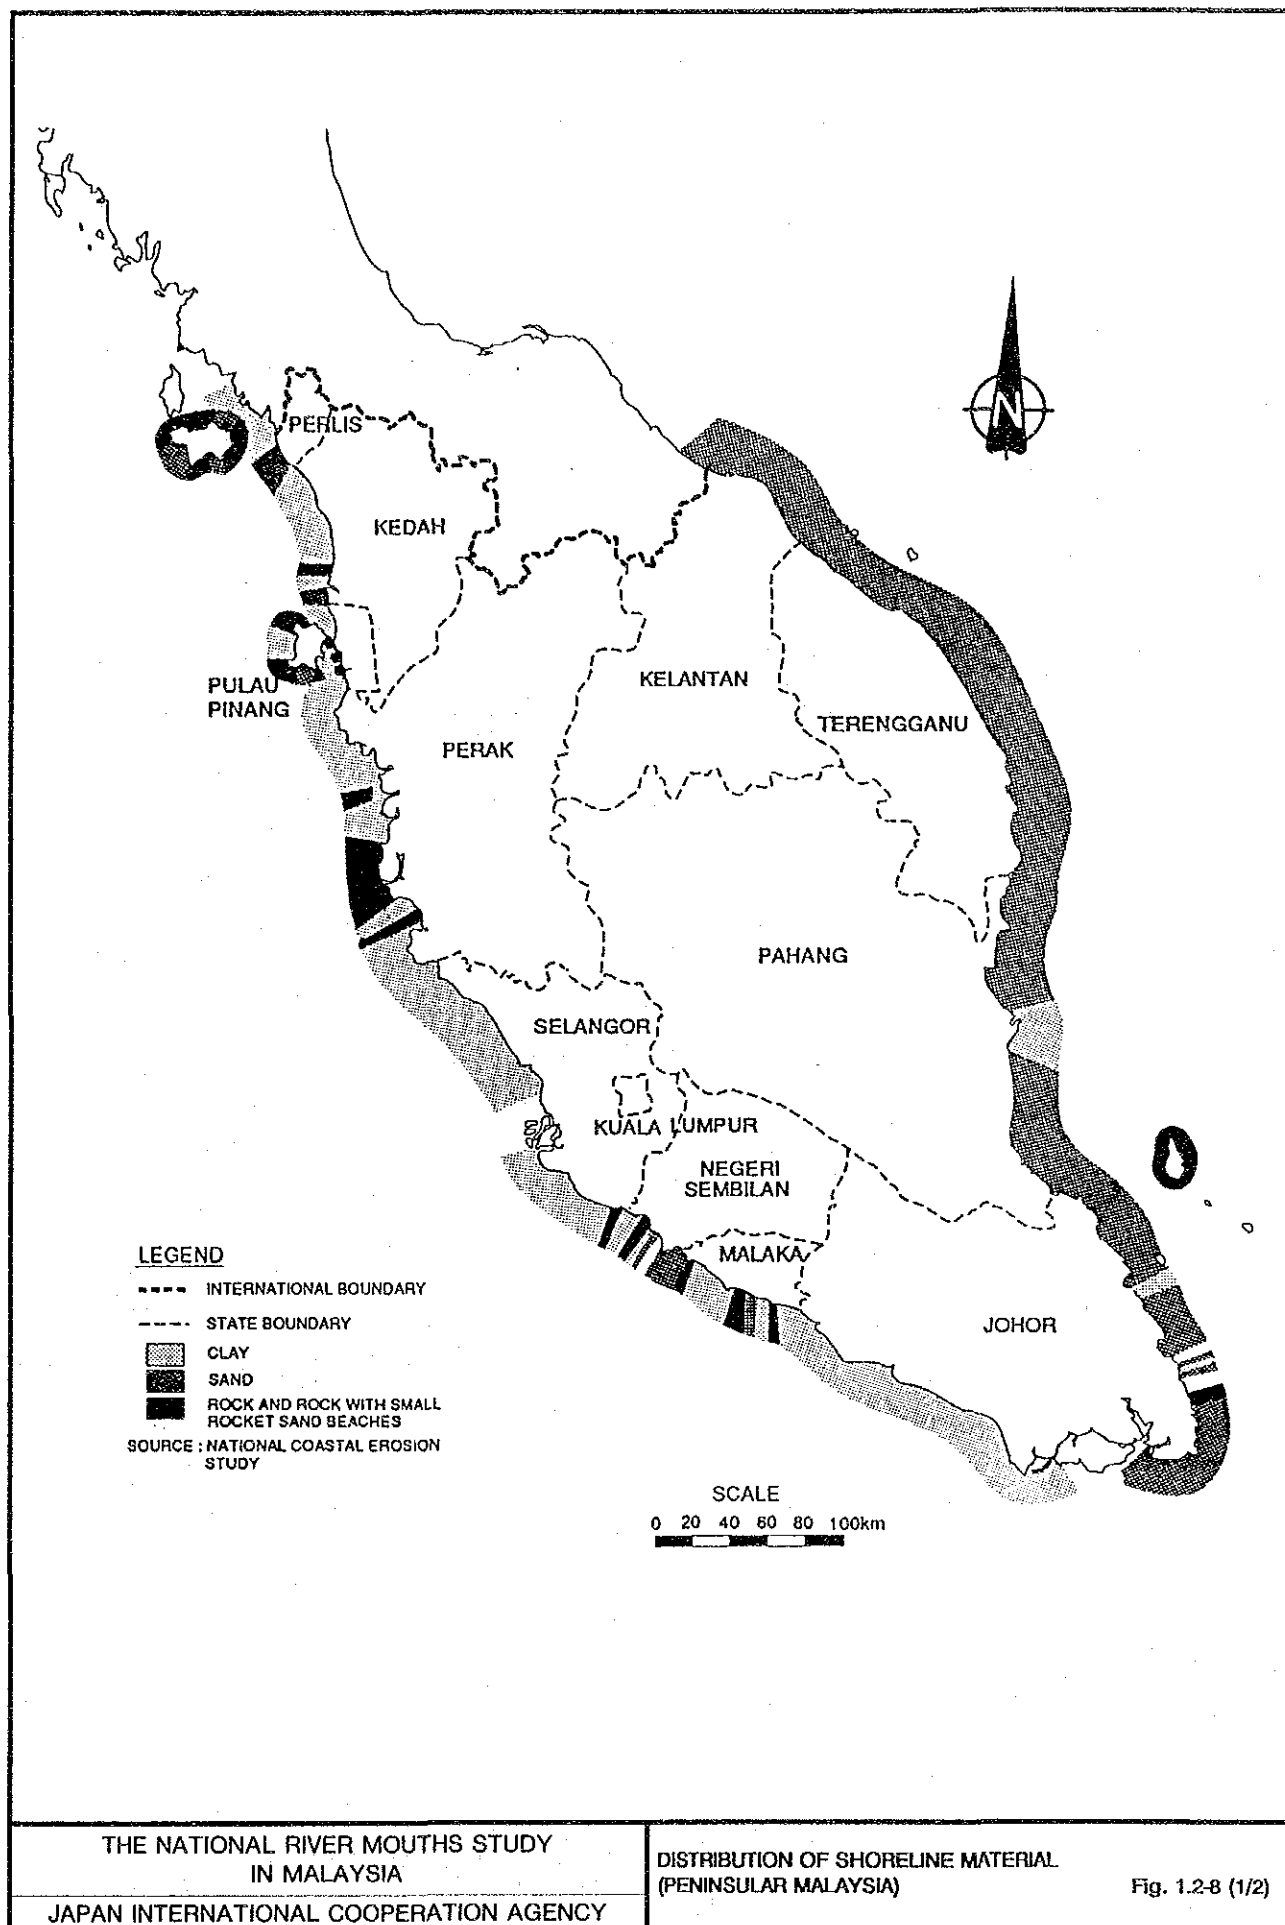 PERLIS
KEDAH
PULAU
PINANG
PERAK
KELANTAN
TERENGGANU
PAHANG
SELANGOR
KUALA LUMPUR
NEGERI
SEMBILAN
MALAKA
JOHOR
N
LEGEND
INTERNATIONAL BOUNDARY
STATE BOUNDARY
CLAY
SAND
ROCK AND ROCK WITH SMALL
ROCKET SAND BEACHES
SOURCE : NATIONAL COASTAL EROSION
STUDY
SCALE
0 20 40 60 80 100km
THE NATIONAL RIVER MOUTHS STUDY
IN MALAYSIA
JAPAN INTERNATIONAL COOPERATION AGENCY
DISTRIBUTION OF SHORELINE MATERIAL
(PENINSULAR MALAYSIA)
Fig. 1.2-8 (1/2)